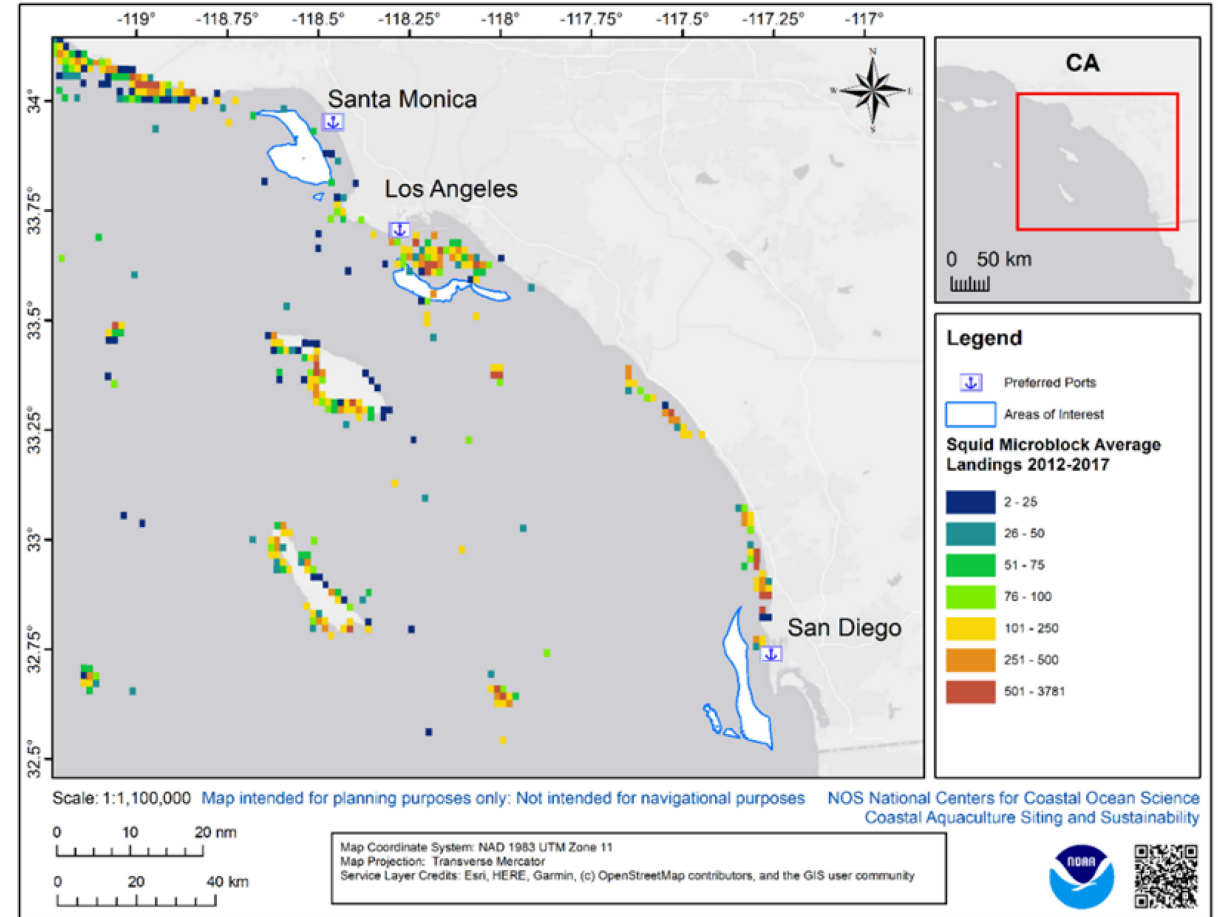 -119° -118.75° -118.5° -118.25° -118° -117.75° -117.5° -117.25° -117°
34°
33.75°
33.5°
33.25°
33°
32.75°
32.5°
N
W E
S
Santa Monica
Los Angeles
San Diego
CA
0 50 km
Legend
Preferred Ports
Areas of Interest
Squid Microblock Average
Landings 2012-2017
2 - 25
26 - 50
51 - 75
76 - 100
101 - 250
251 - 500
501 - 3781
Scale: 1:1,100,000 Map intended for planning purposes only: Not intended for navigational purposes
NOS National Centers for Coastal Ocean Science
Coastal Aquaculture Siting and Sustainability
0 10 20 nm
0 20 40 km
Map Coordinate System: NAD 1983 UTM Zone 11
Map Projection: Transverse Mercator
Service Layer Credits: Esri, HERE, Garmin, (c) OpenStreetMap contributors, and the GIS user community
NOAA